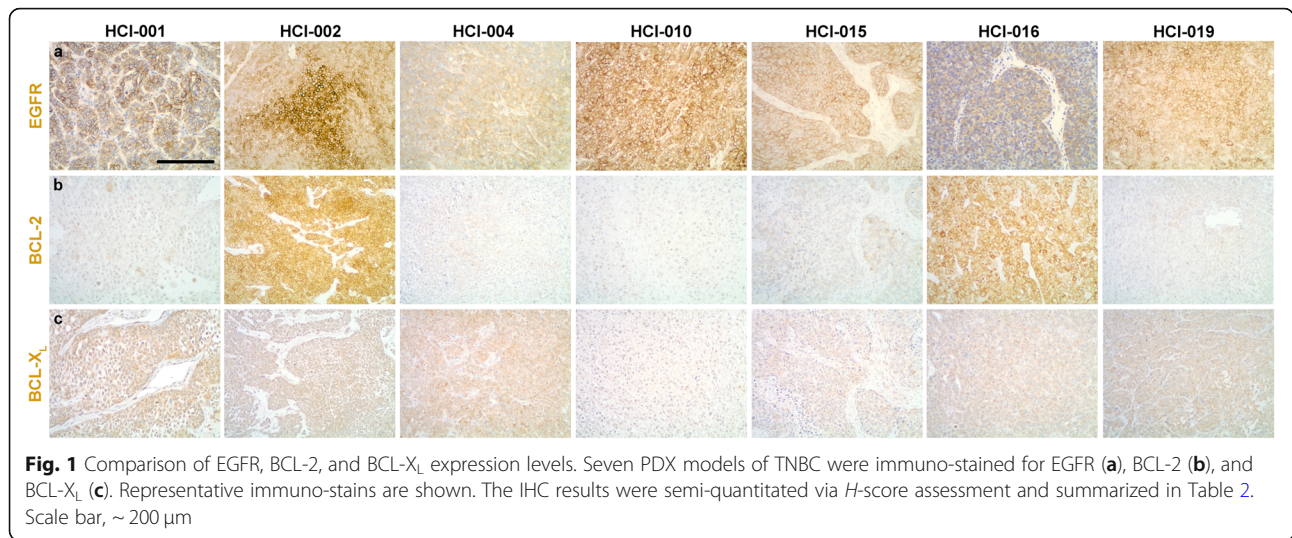 HCI-001 HCI-002 HCI-004 HCI-010 HCI-015 HCI-016 HCI-019
a
EGFR
b
BCL-2
c
BCL-X_L
Fig. 1 Comparison of EGFR, BCL-2, and BCL-X_L expression levels. Seven PDX models of TNBC were immuno-stained for EGFR (a), BCL-2 (b), and
BCL-X_L (c). Representative immuno-stains are shown. The IHC results were semi-quantitated via H-score assessment and summarized in Table 2.
Scale bar, ~ 200 μm